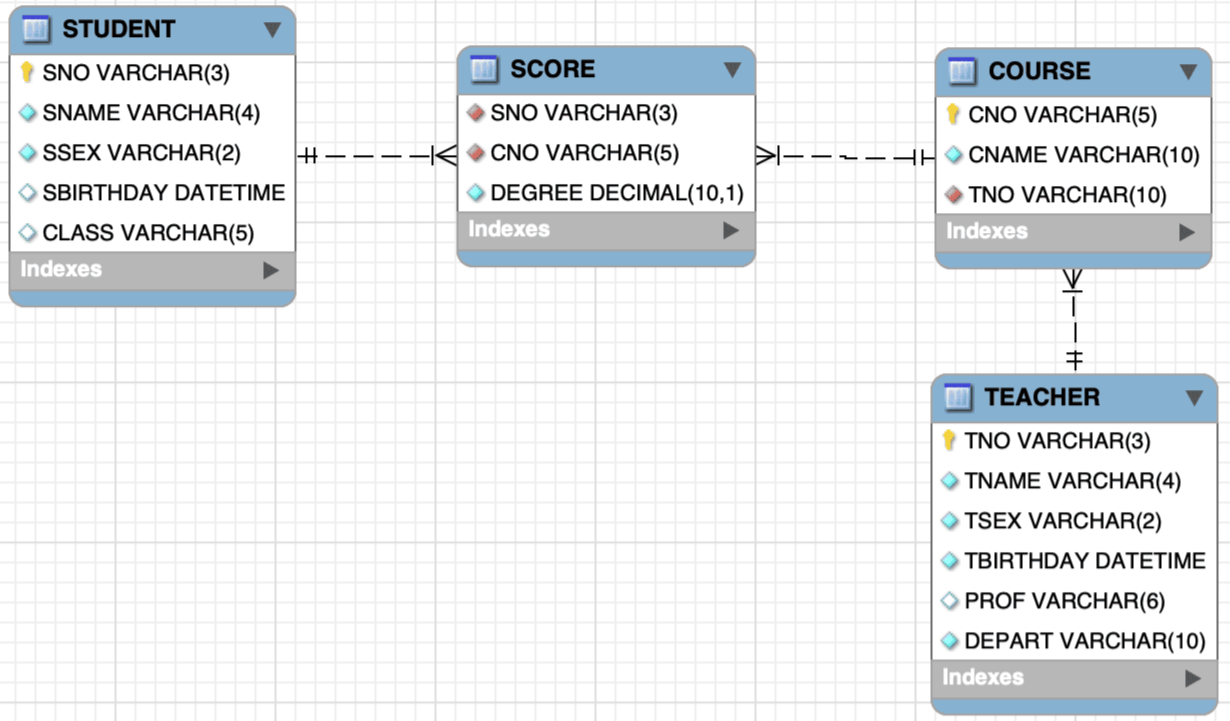 STUDENT
SNO VARCHAR(3)
SNAME VARCHAR(4)
SSEX VARCHAR(2)
SBIRTHDAY DATETIME
CLASS VARCHAR(5)
Indexes
SCORE
SNO VARCHAR(3)
CNO VARCHAR(5)
DEGREE DECIMAL(10,1)
Indexes
COURSE
CNO VARCHAR(5)
CNAME VARCHAR(10)
TNO VARCHAR(10)
Indexes
TEACHER
TNO VARCHAR(3)
TNAME VARCHAR(4)
TSEX VARCHAR(2)
TBIRTHDAY DATETIME
PROF VARCHAR(6)
DEPART VARCHAR(10)
Indexes